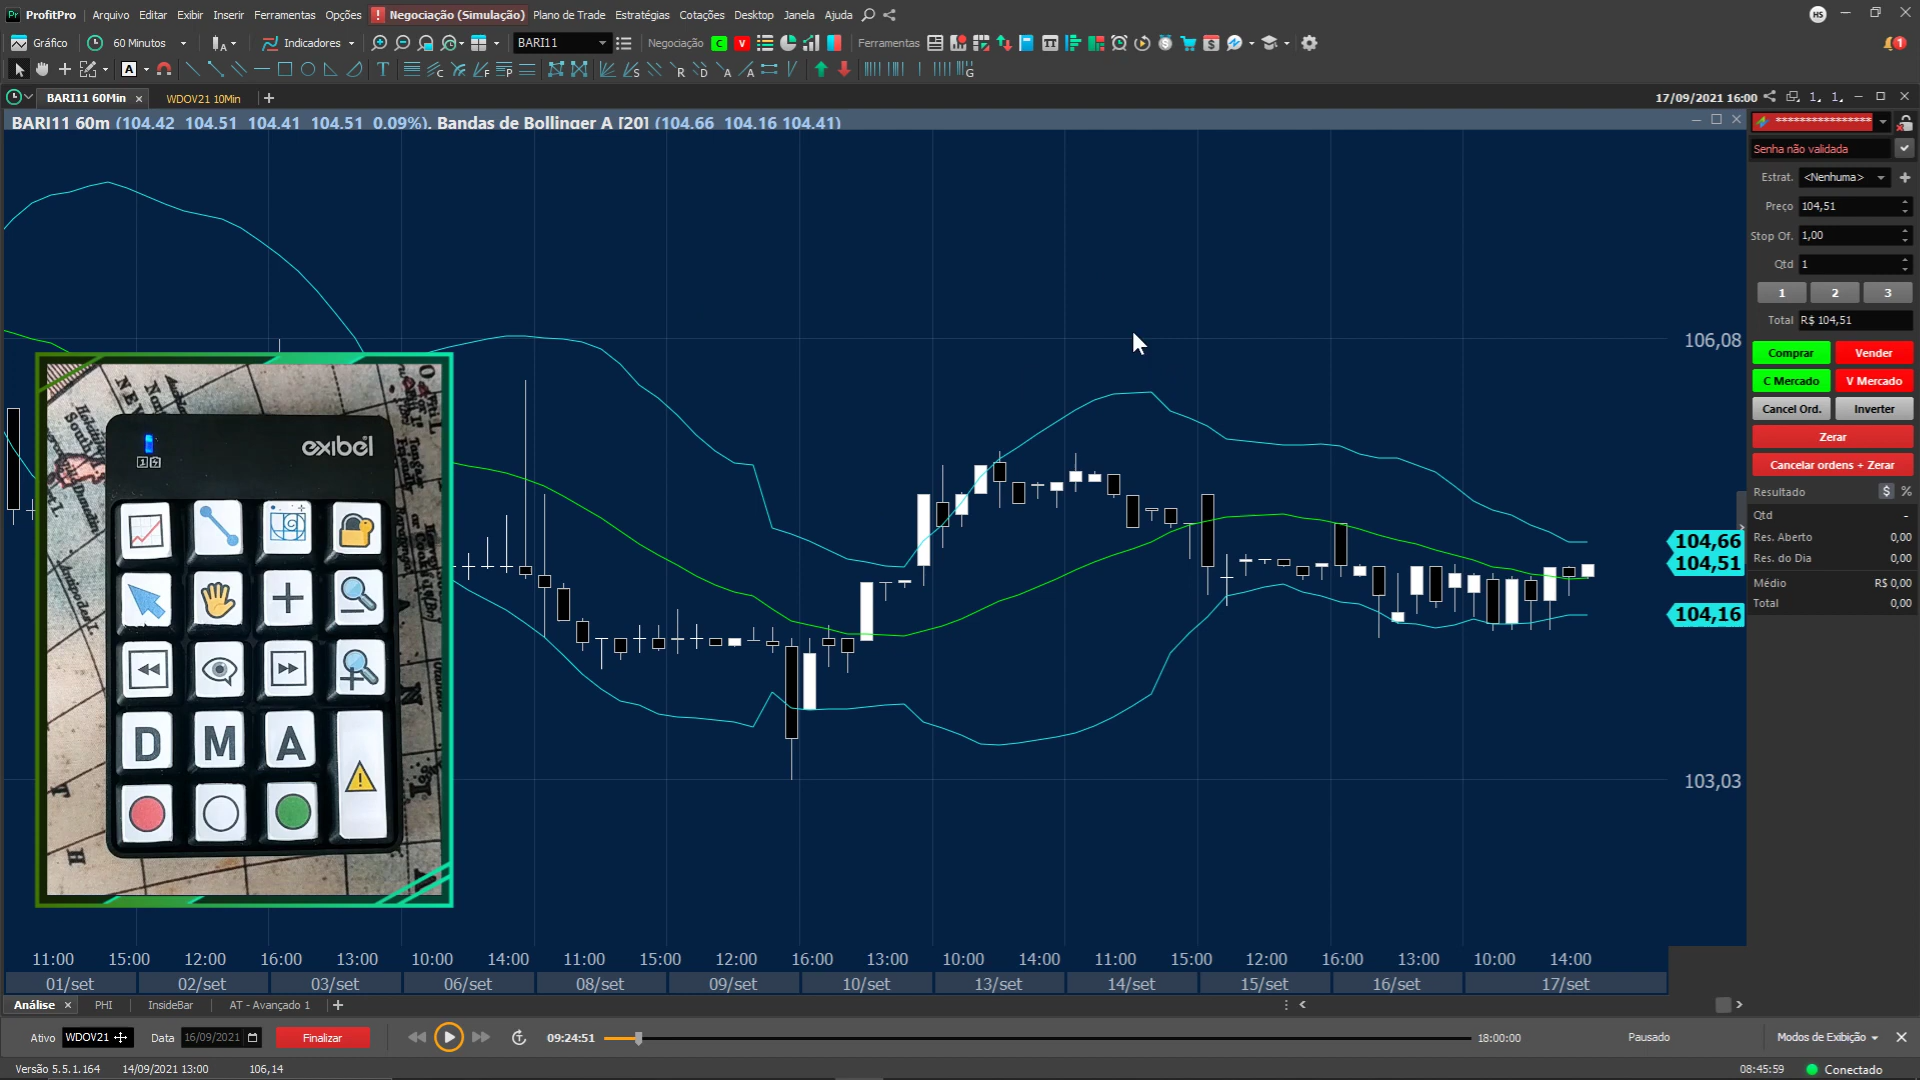 ProfitPro Arquivo Editar Exibir Inserir Ferramentas Opções ! Negociação (Simulação) Plano de Trade Estratégias Cotações Desktop Janela Ajuda HS
Gráfico 60 Minutos Indicadores BARI11 Negociação C V Ferramentas 1
BARI11 60Min WDOV21 10Min 17/09/2021 16:00
BARI11 60m (104,42 104,51 104,41 104,51 0,09%), Bandas de Bollinger A [20] (104,66 104,16 104,41)
*****************
Senha não validada
Estrat. <Nenhuma>
Preço 104,51
Stop Of. 1,00
Qtd 1
1 2 3
Total R$ 104,51
Comprar Vender
C Mercado V Mercado
Cancel Ord. Inverter
Zerar
Cancelar ordens + Zerar
Resultado $ %
Qtd -
Res. Aberto 0,00
Res. do Dia 0,00
Médio R$ 0,00
Total 0,00
106,08
104,66
104,51
104,16
103,03
exibel
D M A
11:00 15:00 12:00 16:00 13:00 10:00 14:00 11:00 15:00 12:00 16:00 13:00 10:00 14:00 11:00 15:00 12:00 16:00 13:00 10:00 14:00
01/set 02/set 03/set 06/set 08/set 09/set 10/set 13/set 14/set 15/set 16/set 17/set
Análise PHI InsideBar AT - Avançado 1
Ativo WDOV21 Data 16/09/2021 Finalizar 09:24:51 18:00:00 Pausado Modos de Exibição
Versão 5.5.1.164 14/09/2021 13:00 106,14 08:45:59 Conectado